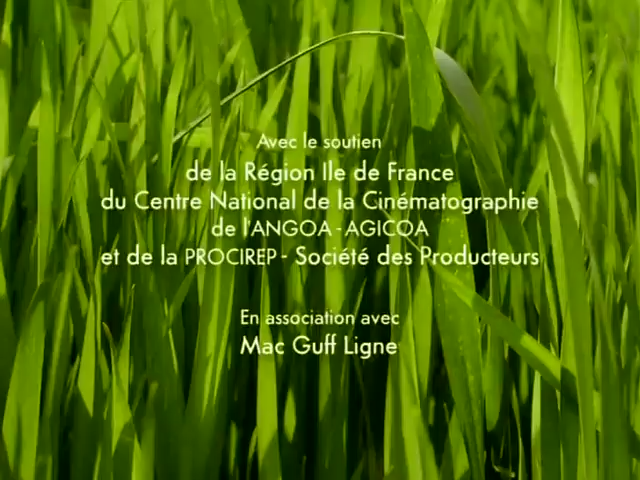 Avec le soutien
de la Région Ile de France
du Centre National de la Cinématographie
de l'ANGOA - AGICOA
et de la PROCIREP - Société des Producteurs
En association avec
Mac Guff Ligne